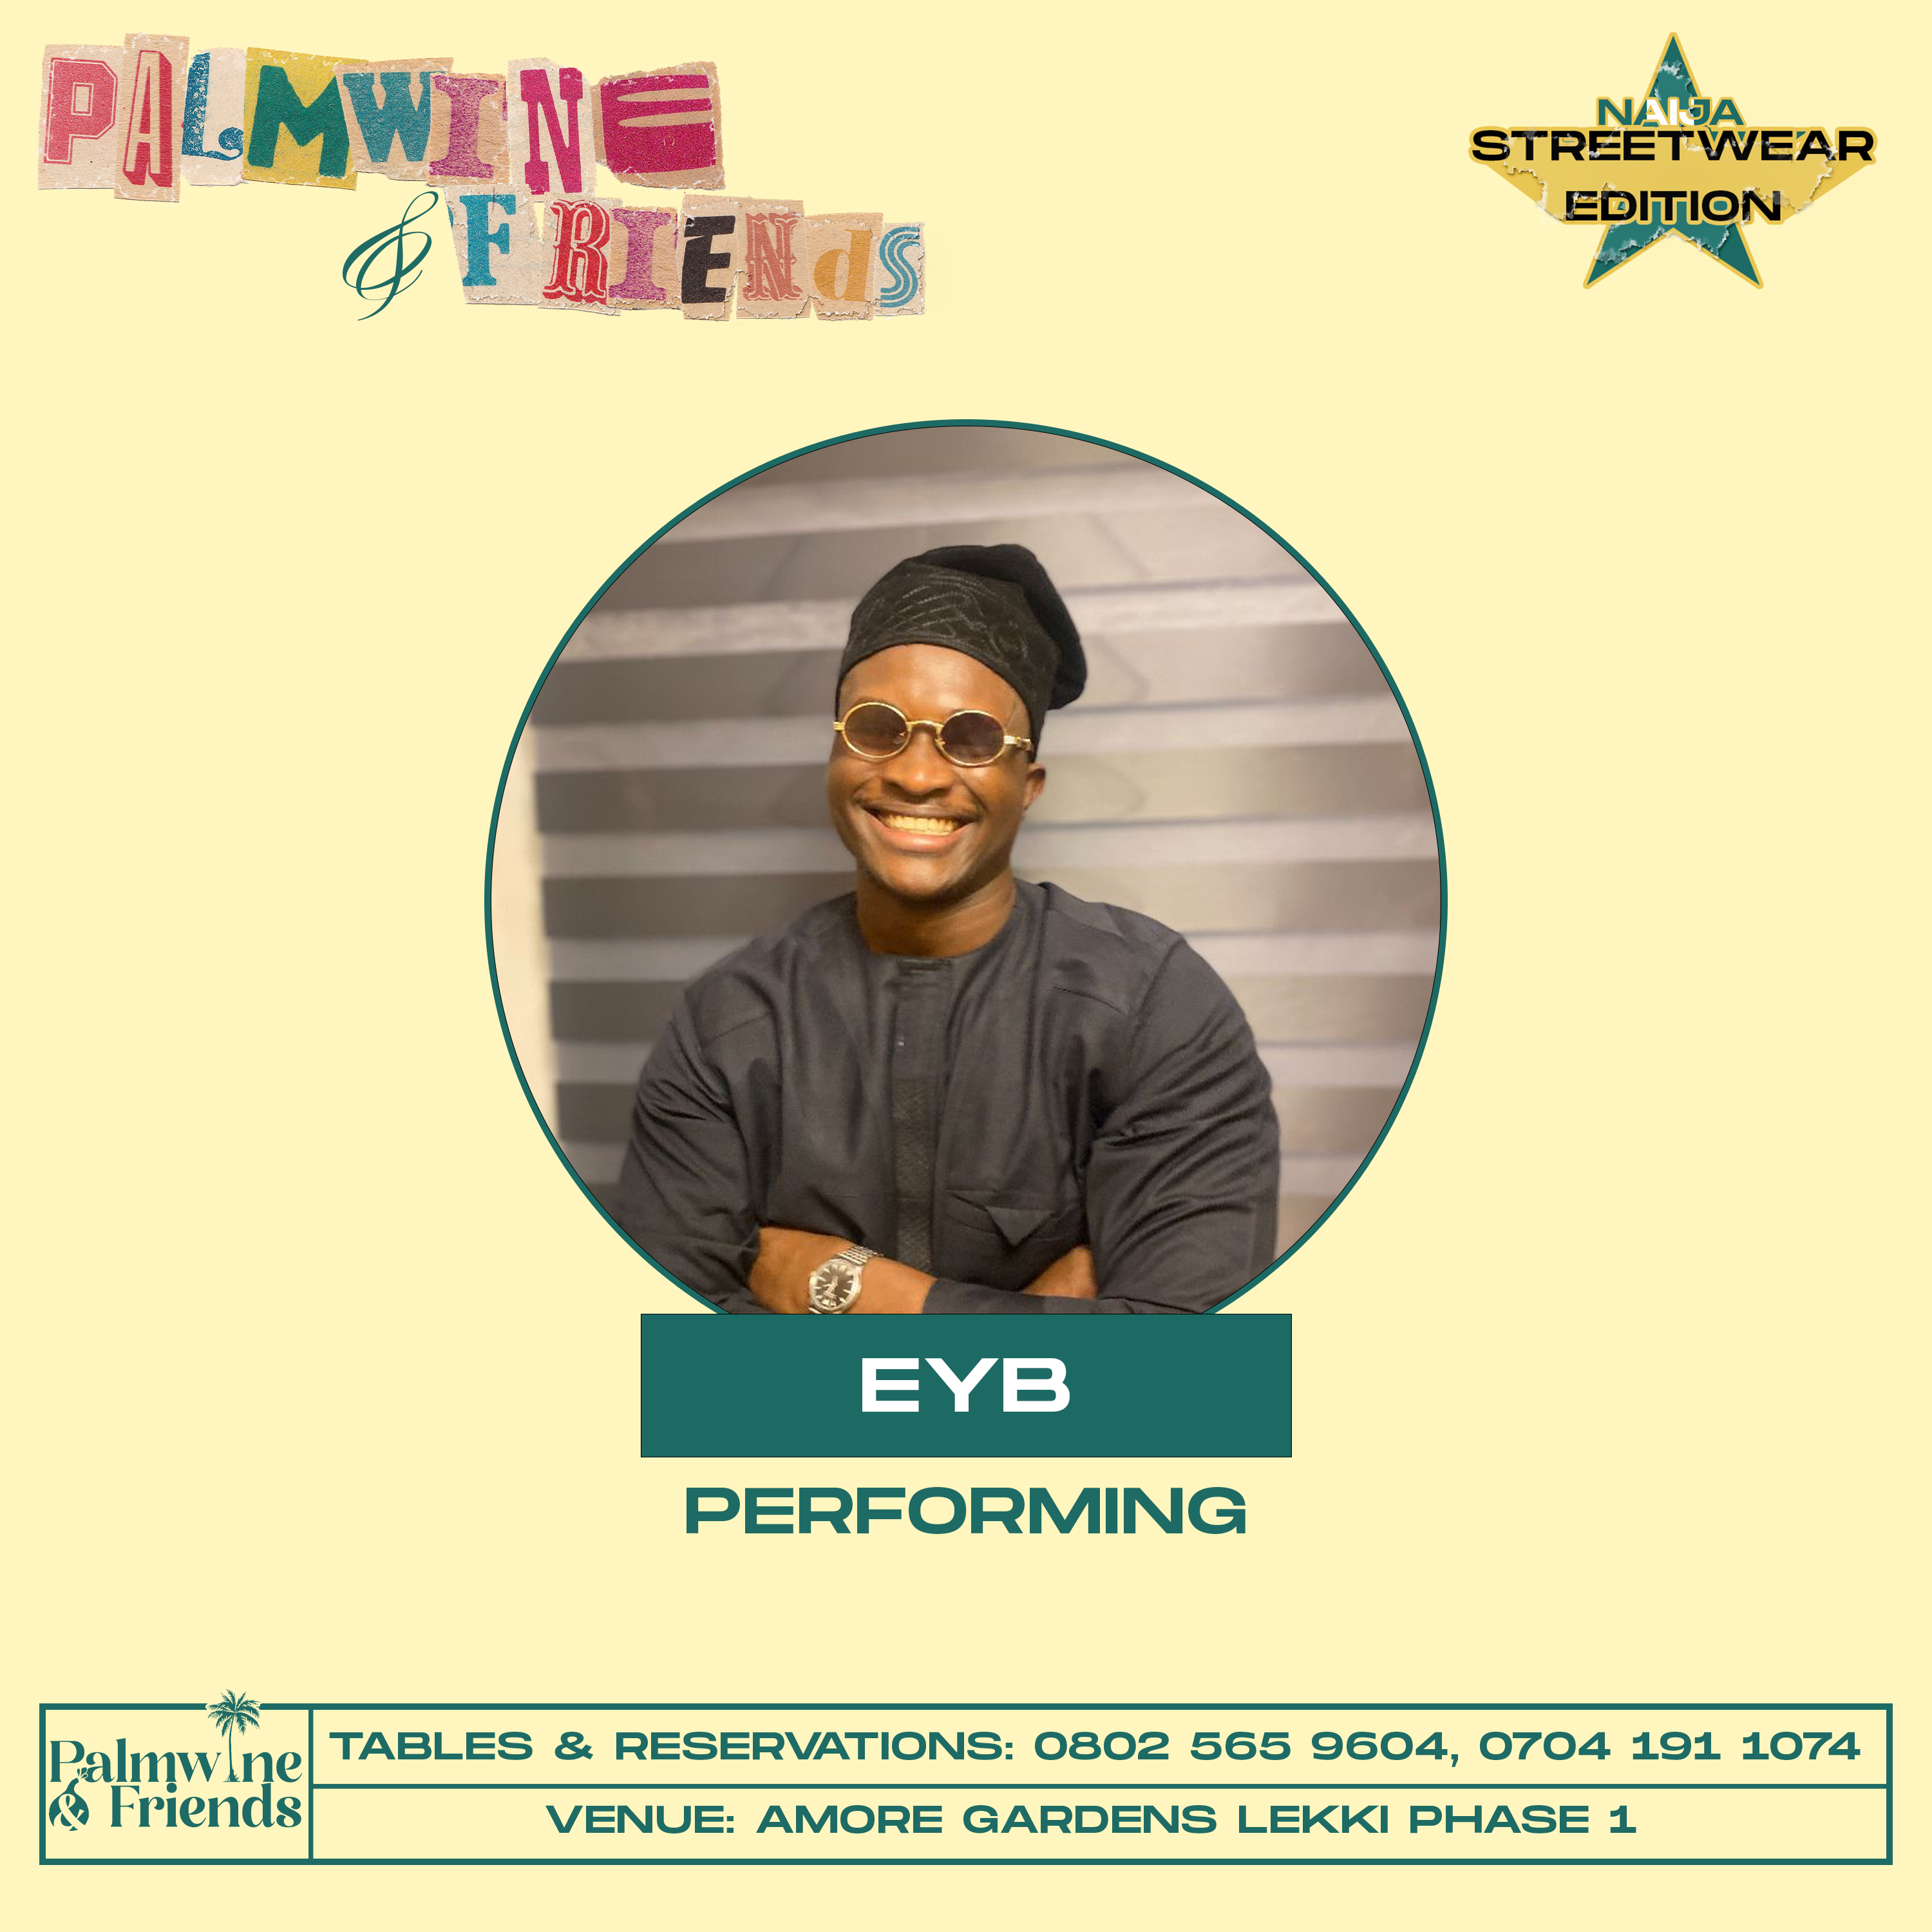 PALMWINE
& FRIENdS
NAIJA
STREETWEAR
EDITION
EYB
PERFORMING
Palmwine
& Friends
TABLES & RESERVATIONS: 0802 565 9604, 0704 191 1074
VENUE: AMORE GARDENS LEKKI PHASE 1